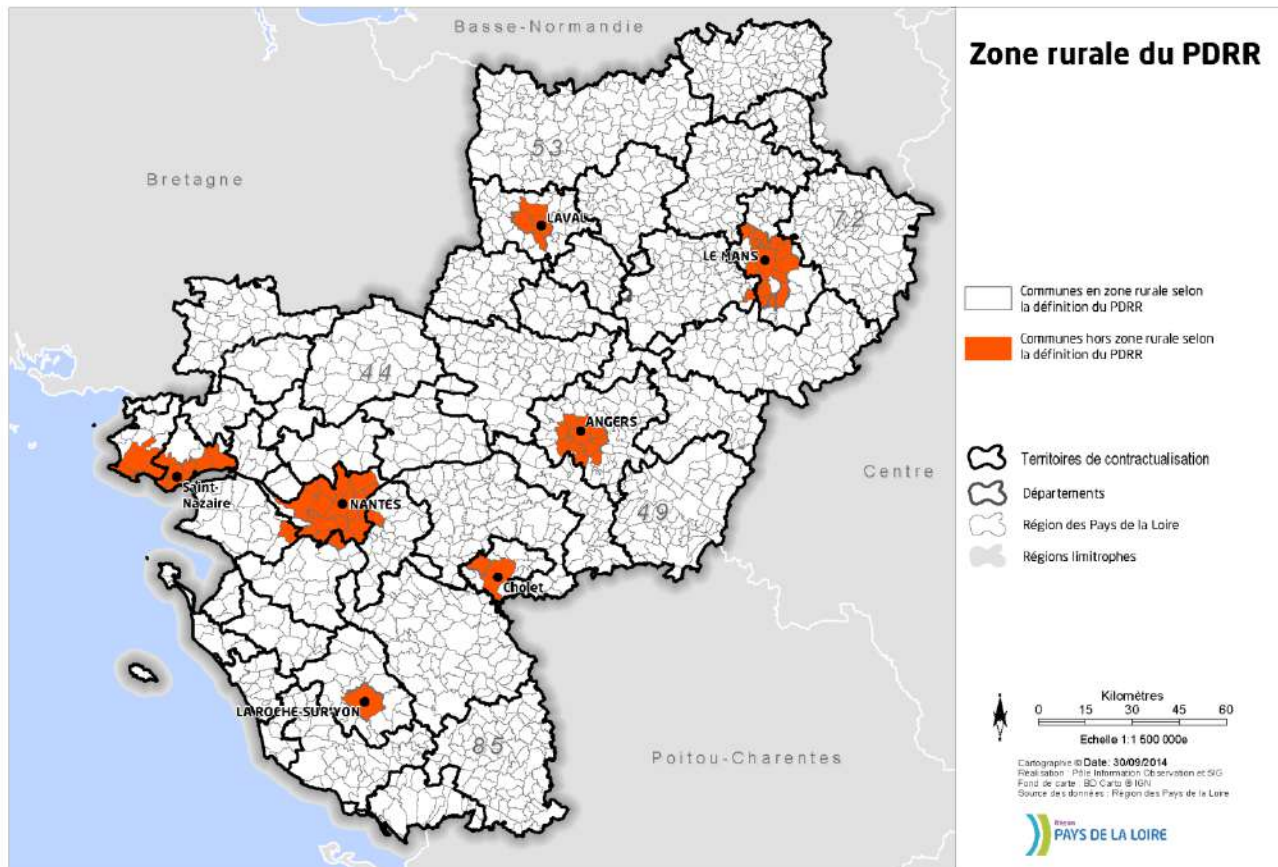 Zone rurale du PDRR
Basse-Normandie
Bretagne
53
72
LAVAL
LE MANS
44
ANGERS
Centre
Saint-
Nazaire
NANTES
49
Cholet
LA ROCHE-SUR-YON
85
Poitou-Charentes
Communes en zone rurale selon
la définition du PDRR
Communes hors zone rurale selon
la définition du PDRR
Territoires de contractualisation
Départements
Région des Pays de la Loire
Régions limitrophes
Kilomètres
0 15 30 45 60
Echelle 1:1 500 000e
Cartographie © Date: 30/09/2014
Réalisation : Pôle Information Observation et SIG
Fond de carte : BD Carto ® IGN
Source des données : Région des Pays de la Loire
Région
PAYS DE LA LOIRE